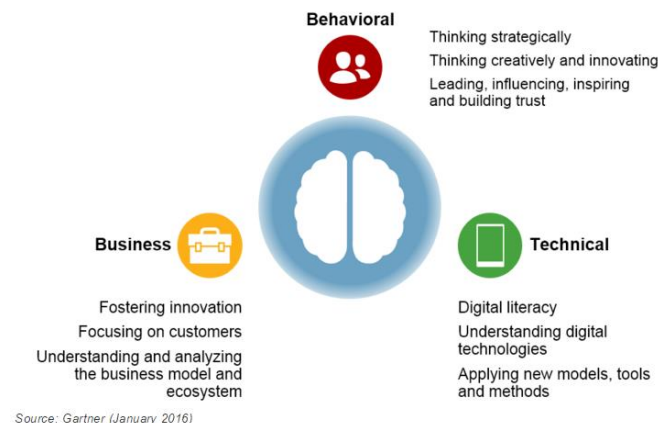 Behavioral
Thinking strategically
Thinking creatively and innovating
Leading, influencing, inspiring
and building trust
Business
Fostering innovation
Focusing on customers
Understanding and analyzing
the business model and
ecosystem
Technical
Digital literacy
Understanding digital
technologies
Applying new models, tools
and methods
Source: Gartner (January 2016)